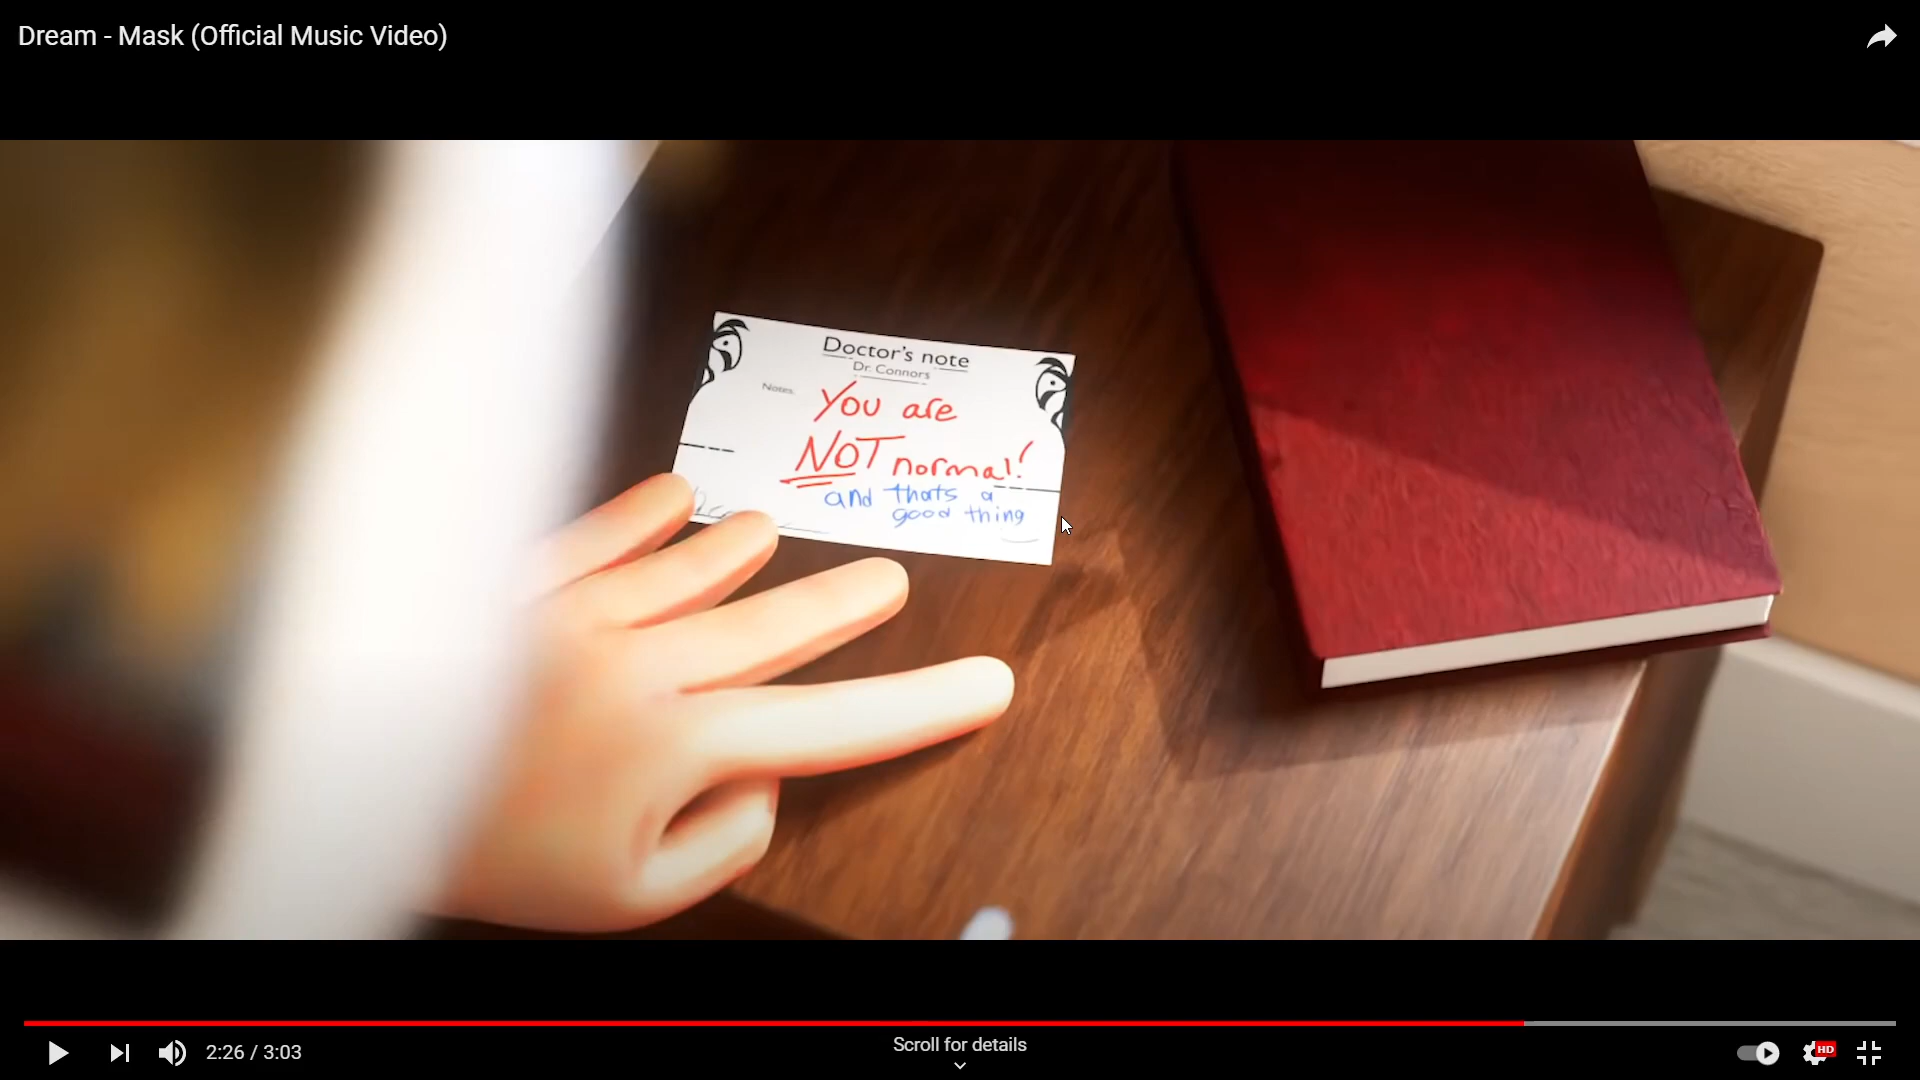 Dream - Mask (Official Music Video)
Doctor's note
Dr. Connors
Notes:
You are
NOT normal!
and thats a
good thing
2:26 / 3:03
Scroll for details
HD